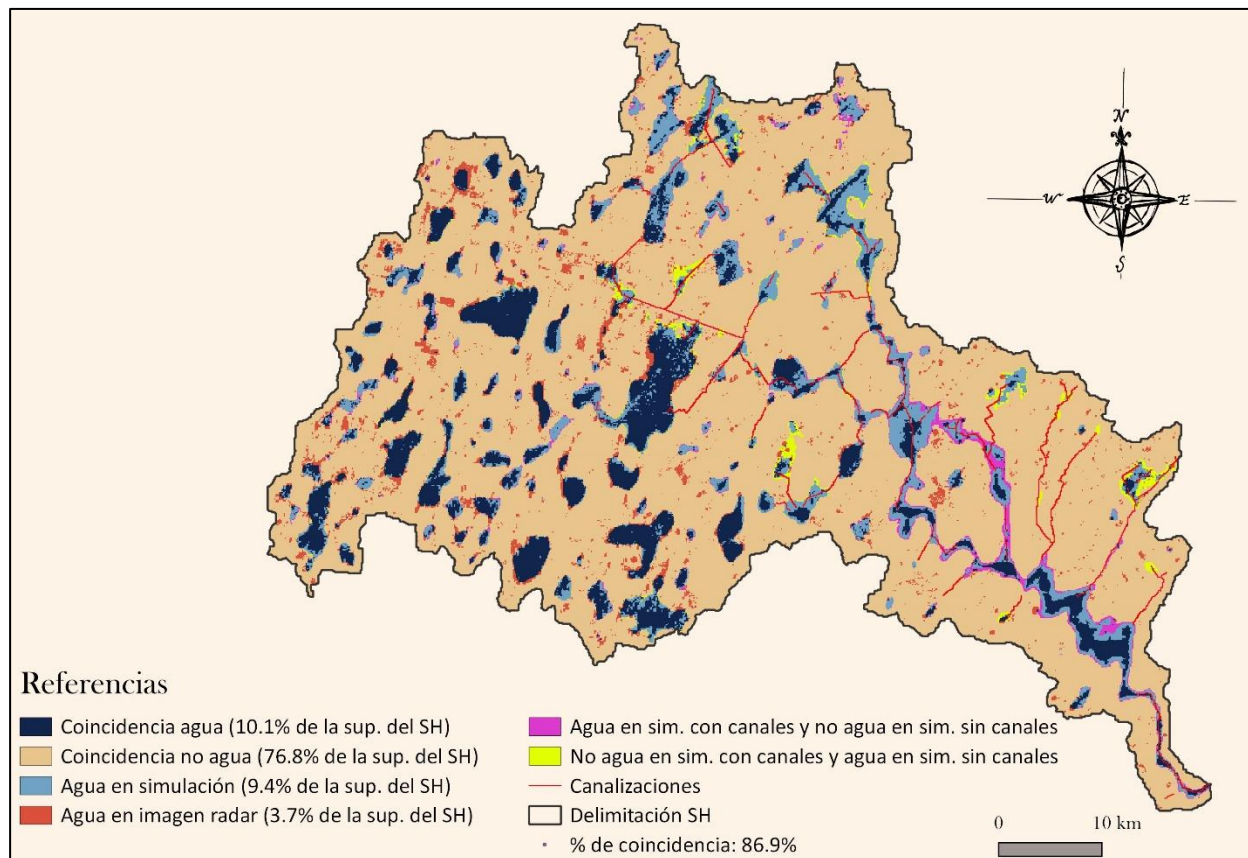 N
W
E
S
Referencias
Coincidencia agua (10.1% de la sup. del SH)
Coincidencia no agua (76.8% de la sup. del SH)
Agua en simulación (9.4% de la sup. del SH)
Agua en imagen radar (3.7% de la sup. del SH)
Agua en sim. con canales y no agua en sim. sin canales
No agua en sim. con canales y agua en sim. sin canales
Canalizaciones
Delimitación SH
% de coincidencia: 86.9%
0 10 km